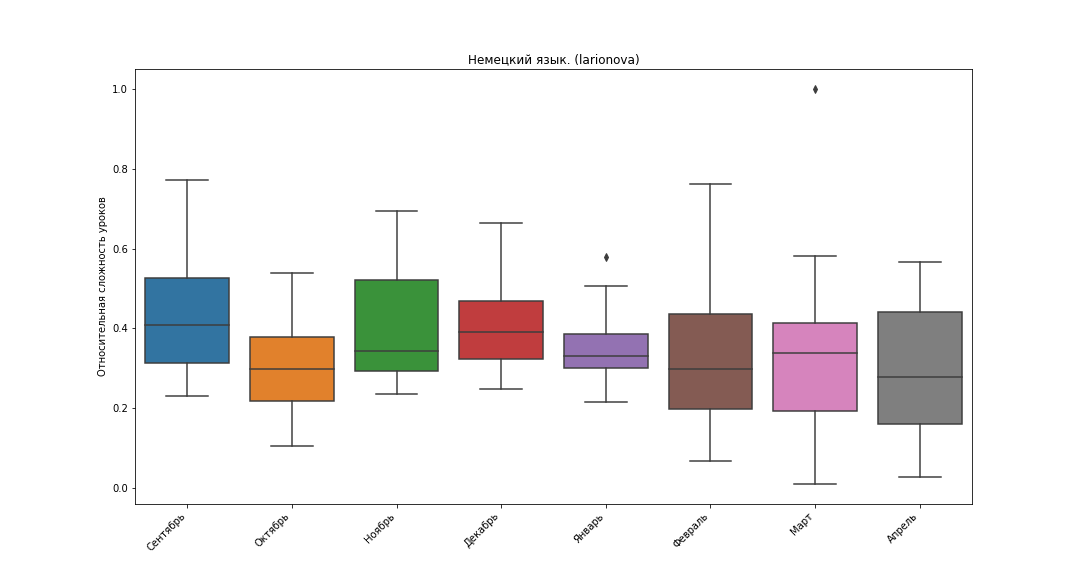 Немецкий язык. (larionova)
Относительная сложность уроков
1.0
0.8
0.6
0.4
0.2
0.0
Сентябрь
Октябрь
Ноябрь
Декабрь
Январь
Февраль
Март
Апрель